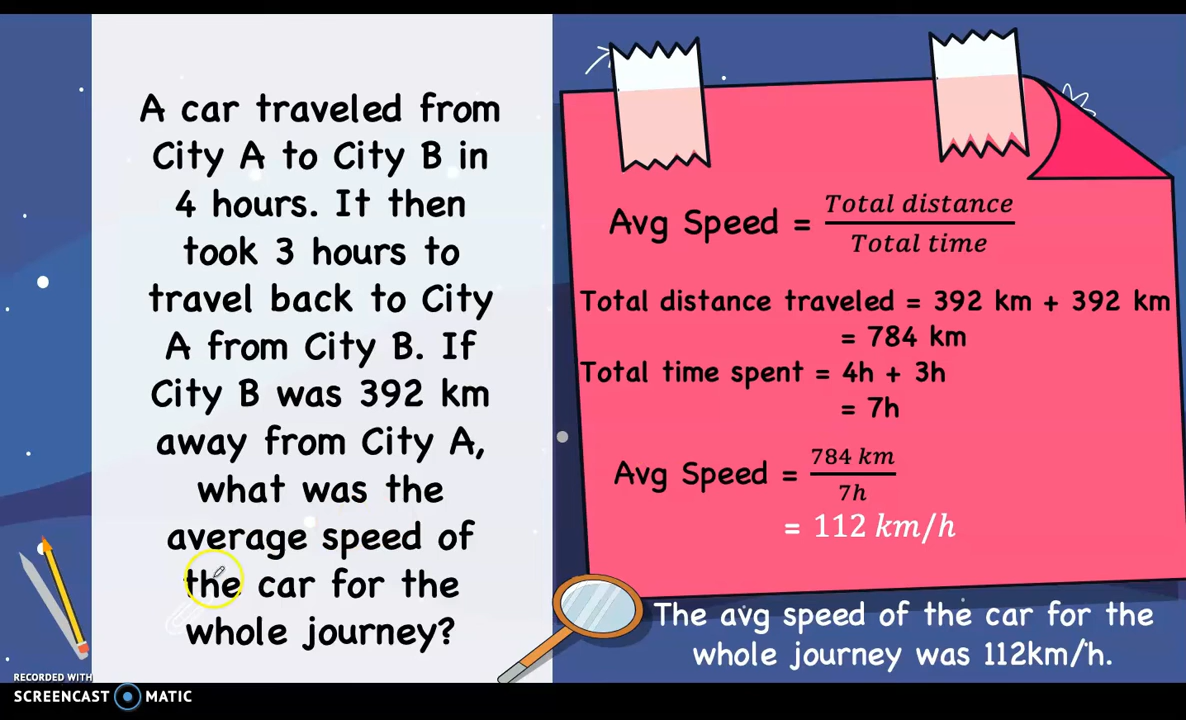 A car traveled from
City A to City B in
4 hours. It then
took 3 hours to
travel back to City
A from City B. If
City B was 392 km
away from City A,
what was the
average speed of
the car for the
whole journey?
Avg Speed = Total distance
Total time
Total distance traveled = 392 km + 392 km
= 784 km
Total time spent = 4h + 3h
= 7h
Avg Speed = 784 km
7h
= 112 km/h
The avg speed of the car for the
whole journey was 112km/h.
RECORDED WITH
SCREENCAST MATIC